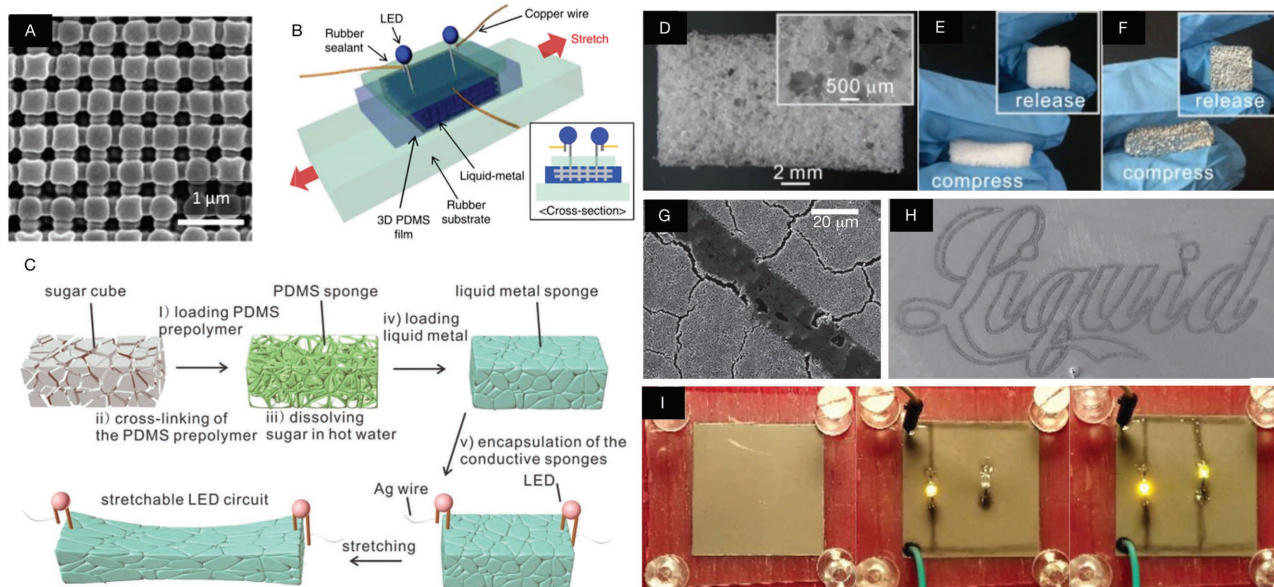 A
1 μm
B
LED
Copper wire
Rubber
sealant
Stretch
Liquid-metal
Rubber
substrate
3D PDMS
film
<Cross-section>
C
sugar cube
I) loading PDMS
prepolymer
PDMS sponge
iv) loading
liquid metal
liquid metal sponge
ii) cross-linking of
the PDMS prepolymer
iii) dissolving
sugar in hot water
v) encapsulation of the
conductive sponges
Ag wire
LED
stretchable LED circuit
stretching
D
500 μm
2 mm
E
release
compress
F
release
compress
G
20 μm
H
Liquid
I